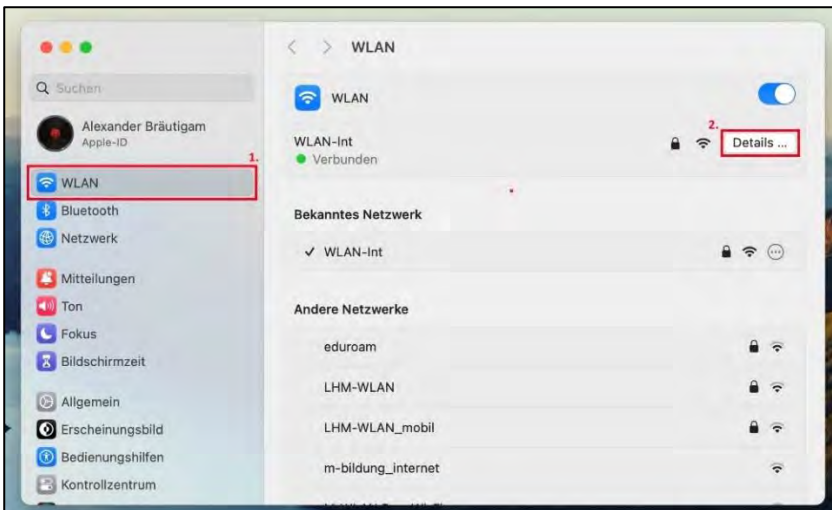 WLAN
Suchen
Alexander Bräutigam
Apple-ID
1.
WLAN
Bluetooth
Netzwerk
Mitteilungen
Ton
Fokus
Bildschirmzeit
Allgemein
Erscheinungsbild
Bedienungshilfen
Kontrollzentrum
WLAN
WLAN-Int
Verbunden
2.
Details ...
Bekanntes Netzwerk
WLAN-Int
Andere Netzwerke
eduroam
LHM-WLAN
LHM-WLAN_mobil
m-bildung_internet